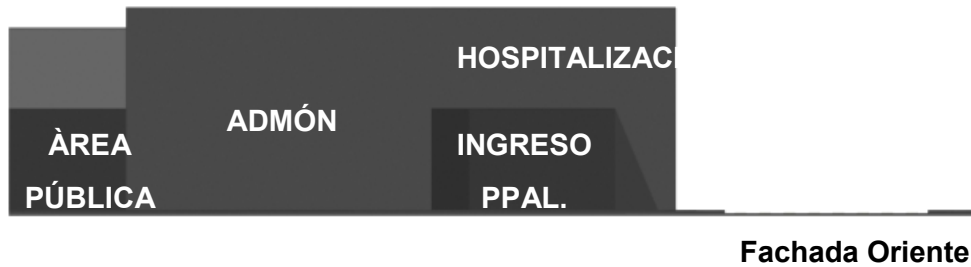 HOSPITALIZACI
ADMÓN
ÀREA
PÚBLICA
INGRESO
PPAL.
Fachada Oriente